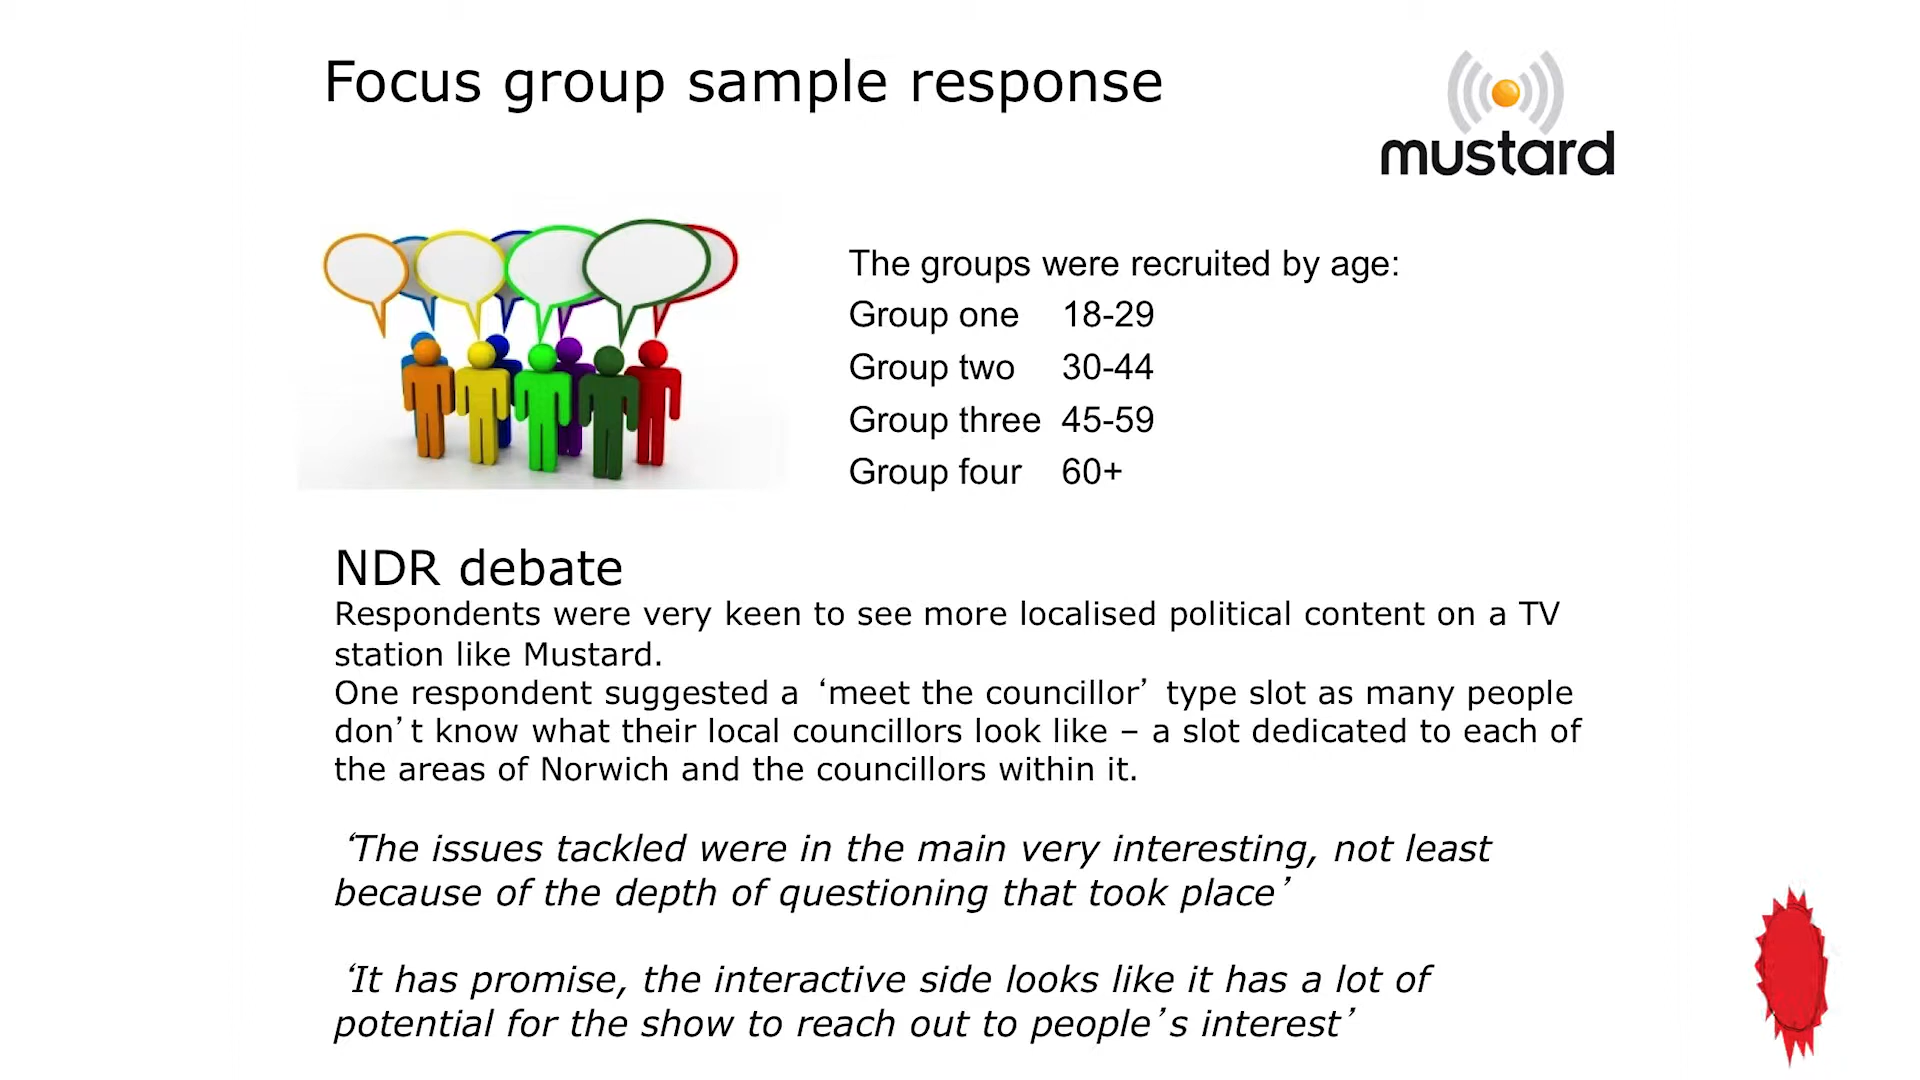 Focus group sample response
mustard
The groups were recruited by age:
Group one 18-29
Group two 30-44
Group three 45-59
Group four 60+
NDR debate
Respondents were very keen to see more localised political content on a TV
station like Mustard.
One respondent suggested a ‘meet the councillor’ type slot as many people
don’t know what their local councillors look like – a slot dedicated to each of
the areas of Norwich and the councillors within it.
‘The issues tackled were in the main very interesting, not least
because of the depth of questioning that took place’
‘It has promise, the interactive side looks like it has a lot of
potential for the show to reach out to people’s interest’